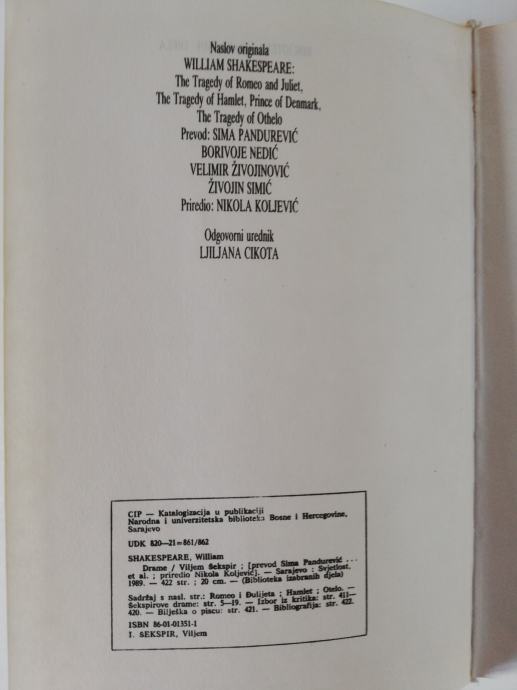 Naslov originala
WILLIAM SHAKESPEARE:
The Tragedy of Romeo and Juliet,
The Tragedy of Hamlet, Prince of Denmark,
The Tragedy of Othelo
Prevod: SIMA PANDUREVIĆ
BORIVOJE NEDIĆ
VELIMIR ŽIVOJINOVIĆ
ŽIVOJIN SIMIĆ
Priredio: NIKOLA KOLJEVIĆ
Odgovorni urednik
LJILJANA CIKOTA
CIP — Katalogizacija u publikaciji
Narodna i univerzitetska biblioteka Bosne i Hercegovine,
Sarajevo
UDK 820—21=861/862
SHAKESPEARE, William
Drame / Viljem Šekspir ; [prevod Sima Pandurević ...
et al. ; priredio Nikola Koljević]. — Sarajevo : Svjetlost,
1989. — 422 str. ; 20 cm. — (Biblioteka izabranih djela)
Sadržaj s nasl. str.: Romeo i Đulijeta ; Hamlet ; Otelo. —
Šekspirove drame: str. 5—19. — Izbor iz kritika: str. 411—
420. — Bilješka o piscu: str. 421. — Bibliografija: str. 422.
ISBN 86-01-01351-1
I. ŠEKSPIR, Viljem